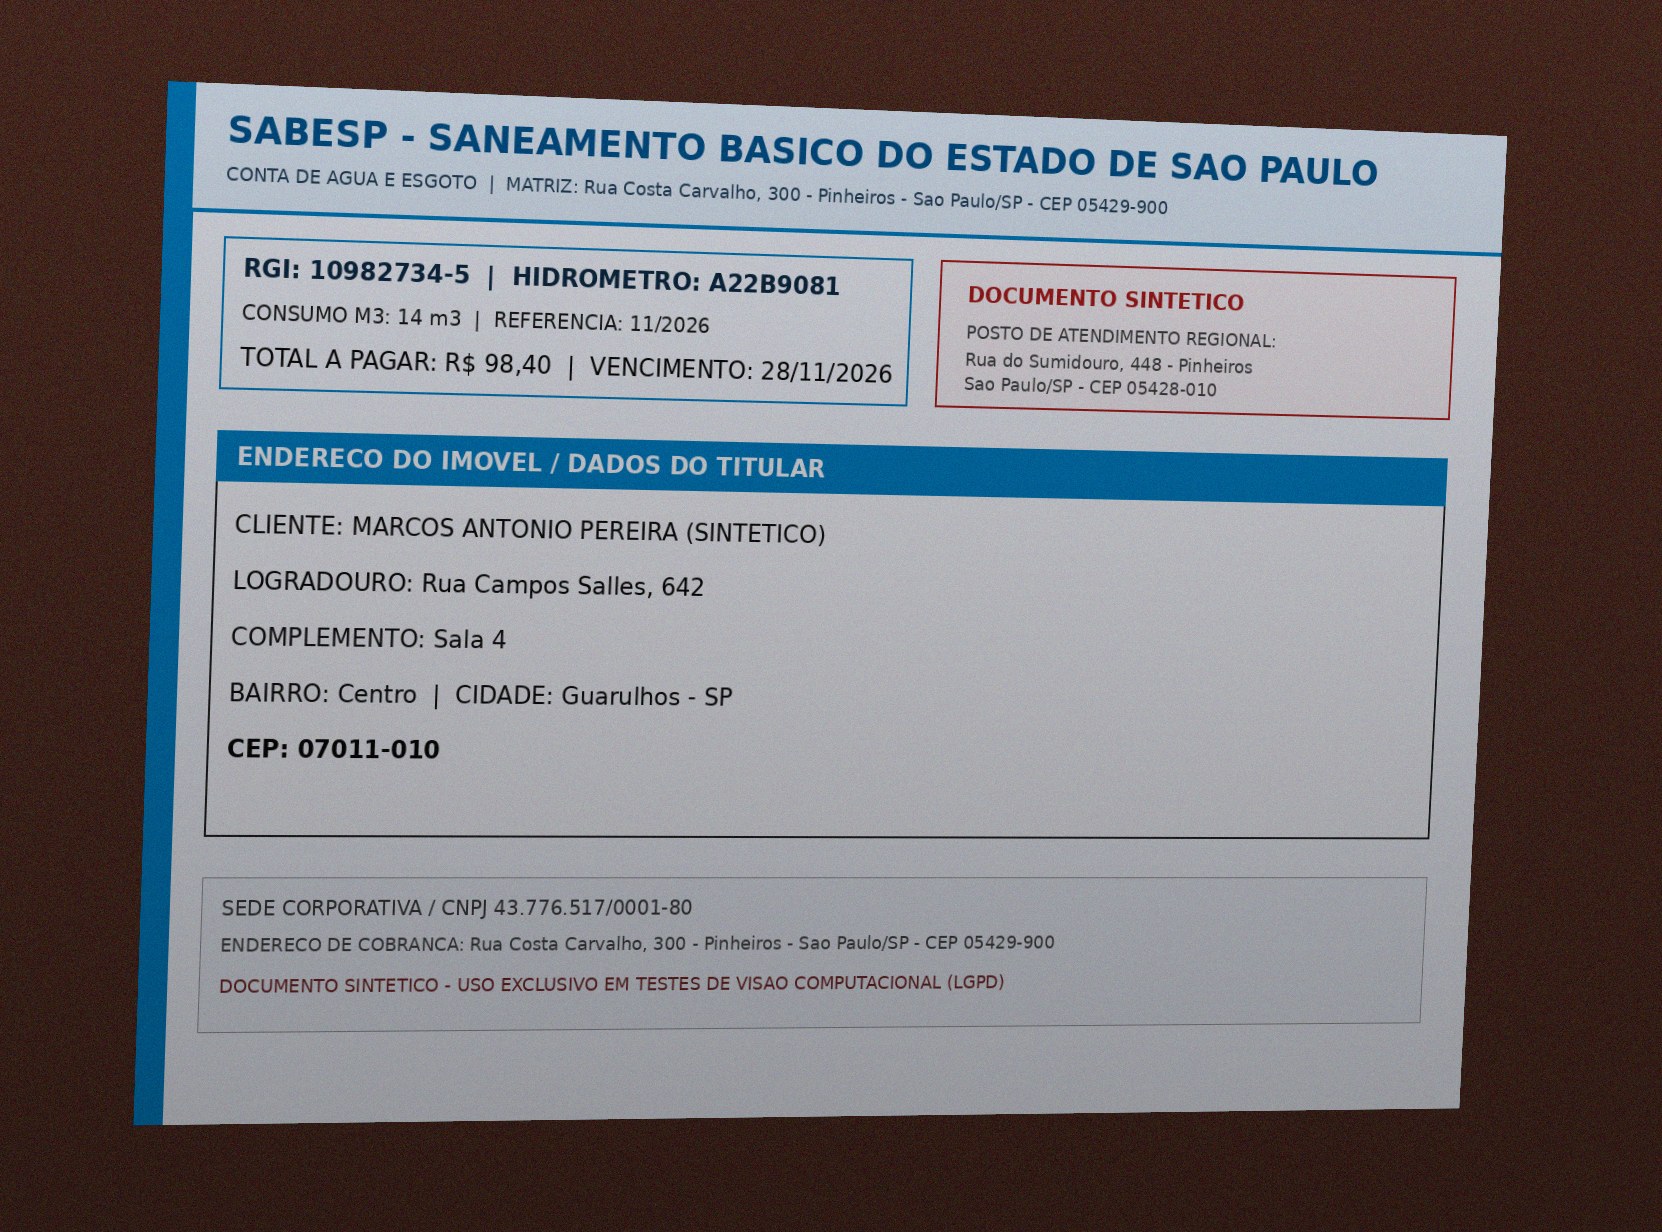 SABESP - SANEAMENTO BASICO DO ESTADO DE SAO PAULO
CONTA DE AGUA E ESGOTO | MATRIZ: Rua Costa Carvalho, 300 - Pinheiros - Sao Paulo/SP - CEP 05429-900
RGI: 10982734-5 | HIDROMETRO: A22B9081
CONSUMO M3: 14 m3 | REFERENCIA: 11/2026
TOTAL A PAGAR: R$ 98,40 | VENCIMENTO: 28/11/2026
DOCUMENTO SINTETICO
POSTO DE ATENDIMENTO REGIONAL:
Rua do Sumidouro, 448 - Pinheiros
Sao Paulo/SP - CEP 05428-010
ENDERECO DO IMOVEL / DADOS DO TITULAR
CLIENTE: MARCOS ANTONIO PEREIRA (SINTETICO)
LOGRADOURO: Rua Campos Salles, 642
COMPLEMENTO: Sala 4
BAIRRO: Centro | CIDADE: Guarulhos - SP
CEP: 07011-010
SEDE CORPORATIVA / CNPJ 43.776.517/0001-80
ENDERECO DE COBRANCA: Rua Costa Carvalho, 300 - Pinheiros - Sao Paulo/SP - CEP 05429-900
DOCUMENTO SINTETICO - USO EXCLUSIVO EM TESTES DE VISAO COMPUTACIONAL (LGPD)